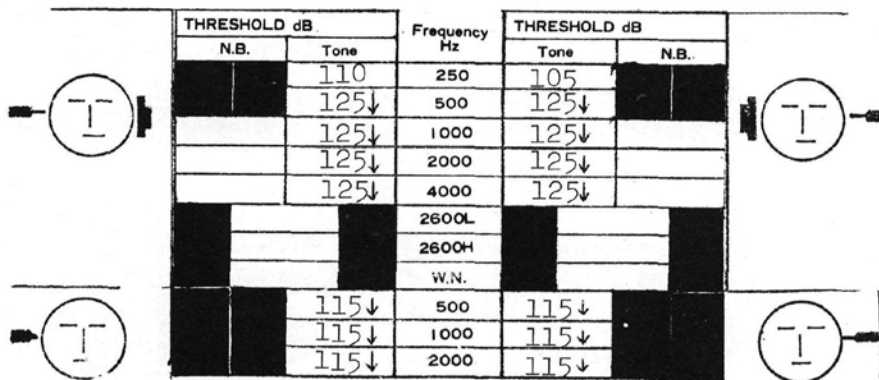 THRESHOLD dB Frequency Hz THRESHOLD dB
N.B. Tone Tone N.B.
110 250 105
125↓ 500 125↓
125↓ 1000 125↓
125↓ 2000 125↓
125↓ 4000 125↓
2600L
2600H
W.N.
115↓ 500 115↓
115↓ 1000 115↓
115↓ 2000 115↓